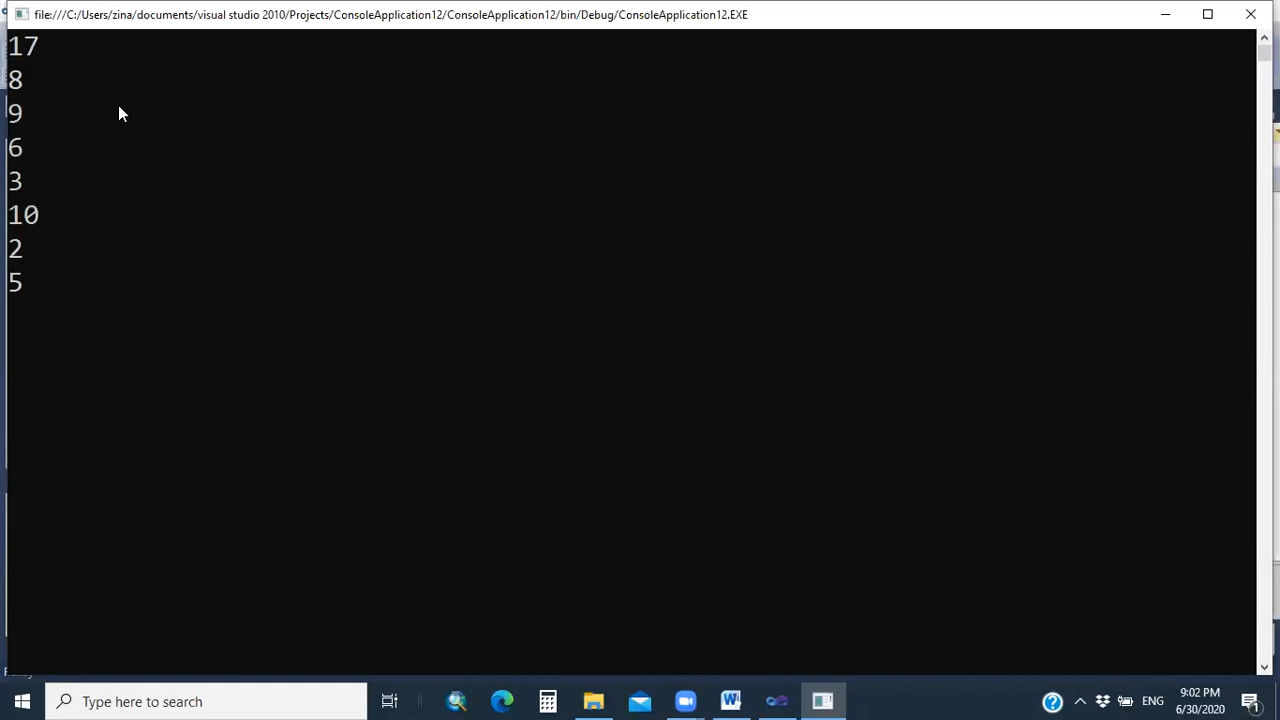 file:///C:/Users/zina/documents/visual studio 2010/Projects/ConsoleApplication12/ConsoleApplication12/bin/Debug/ConsoleApplication12.EXE
17
8
9
6
3
10
2
5
Type here to search
ENG
9:02 PM
6/30/2020